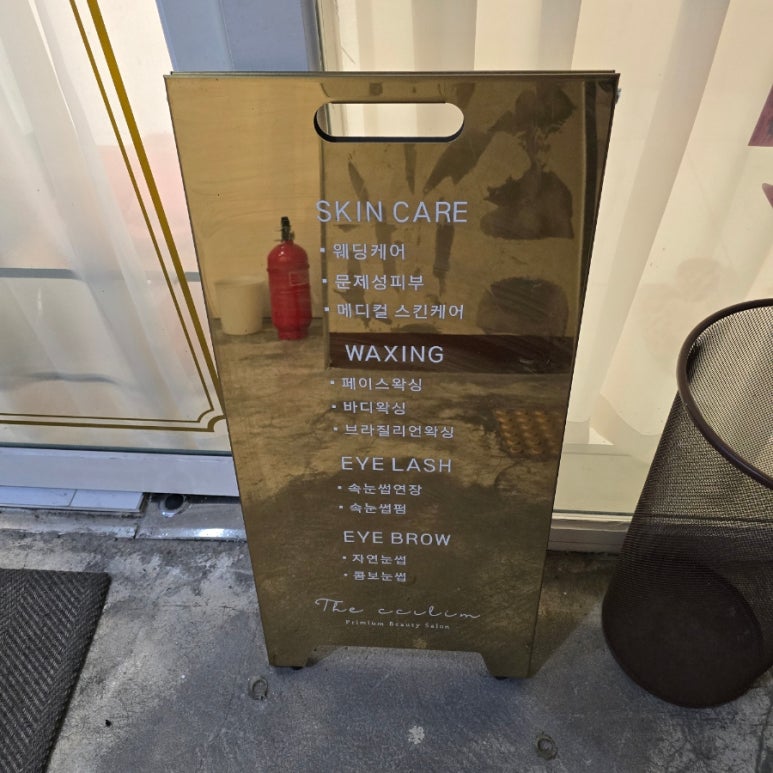 SKIN CARE
▪ 웨딩케어
▪ 문제성피부
▪ 메디컬 스킨케어
WAXING
▪ 페이스왁싱
▪ 바디왁싱
▪ 브라질리언왁싱
EYE LASH
▪ 속눈썹연장
▪ 속눈썹펌
EYE BROW
▪ 자연눈썹
▪ 콤보눈썹
The ccilim
Primium Beauty Salon